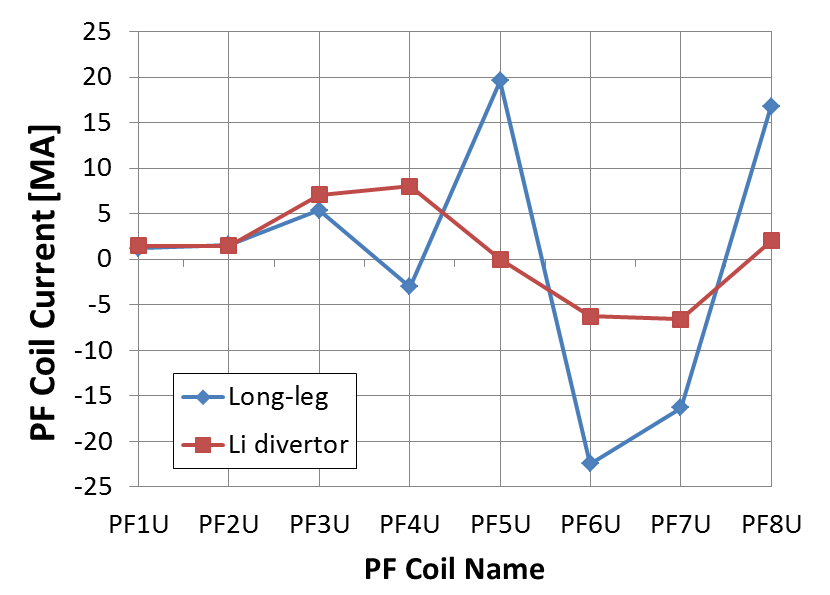 25
20
15
10
5
0
-5
-10
-15
-20
-25
PF Coil Current [MA]
Long-leg
Li divertor
PF1U PF2U PF3U PF4U PF5U PF6U PF7U PF8U
PF Coil Name